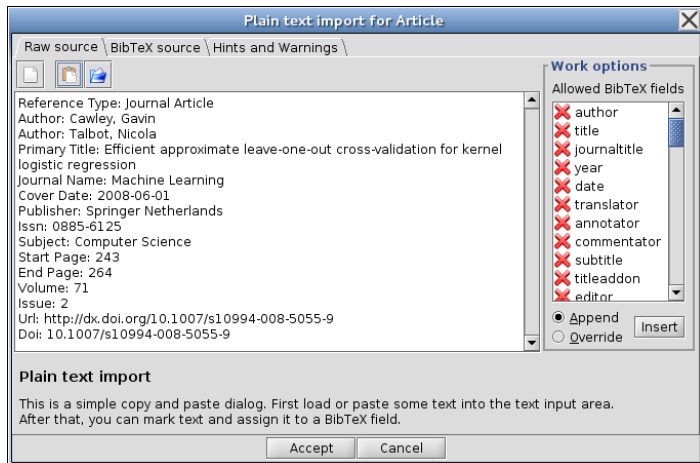 Plain text import for Article
Raw source
BibTeX source
Hints and Warnings
Reference Type: Journal Article
Author: Cawley, Gavin
Author: Talbot, Nicola
Primary Title: Efficient approximate leave-one-out cross-validation for kernel
logistic regression
Journal Name: Machine Learning
Cover Date: 2008-06-01
Publisher: Springer Netherlands
Issn: 0885-6125
Subject: Computer Science
Start Page: 243
End Page: 264
Volume: 71
Issue: 2
Url: http://dx.doi.org/10.1007/s10994-008-5055-9
Doi: 10.1007/s10994-008-5055-9
Work options
Allowed BibTeX fields
author
title
journaltitle
year
date
translator
annotator
commentator
subtitle
titleaddon
editor
Append
Override
Insert
Plain text import
This is a simple copy and paste dialog. First load or paste some text into the text input area.
After that, you can mark text and assign it to a BibTeX field.
Accept
Cancel